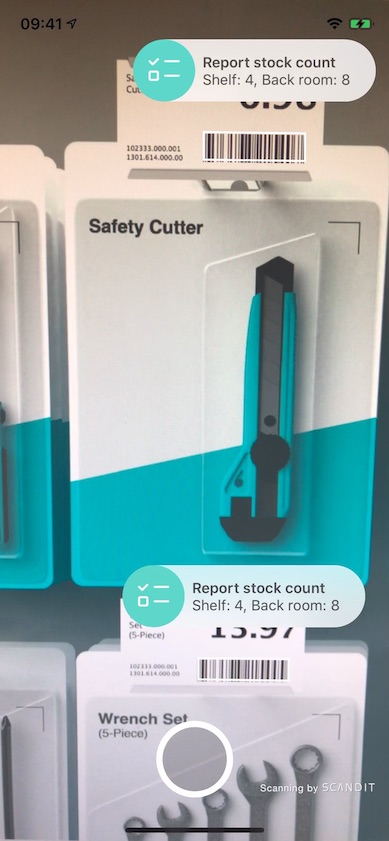 09:41
Report stock count
Shelf: 4, Back room: 8
102333.000.001
1301.614.000.00
Safety Cutter
Report stock count
Shelf: 4, Back room: 8
Set
(5-Piece)
13.97
102333.000.001
1301.614.000.00
Wrench Set
(5-Piece)
Scanning by SCANDIT